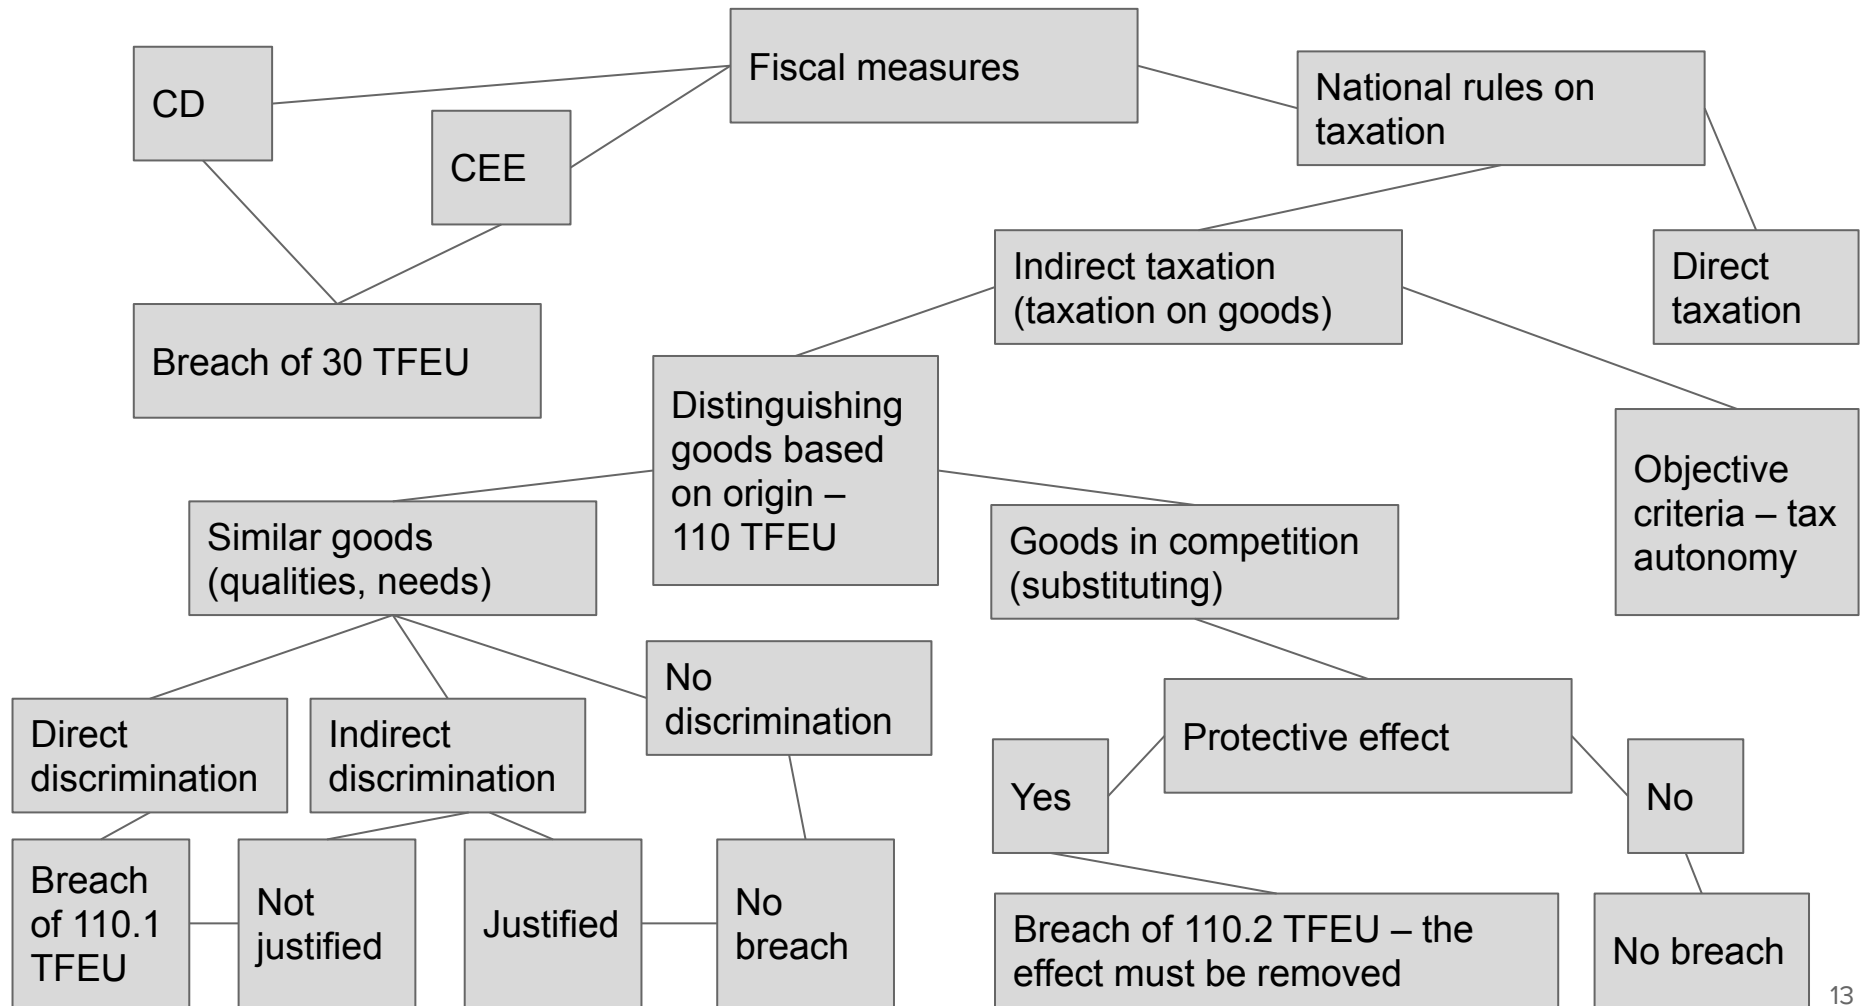 Fiscal measures
CD
National rules on
taxation
CEE
Indirect taxation
(taxation on goods)
Direct
taxation
Breach of 30 TFEU
Distinguishing
goods based
on origin –
110 TFEU
Objective
criteria – tax
autonomy
Similar goods
(qualities, needs)
Goods in competition
(substituting)
No
discrimination
Direct
discrimination
Indirect
discrimination
Protective effect
Yes
No
Breach
of 110.1
TFEU
Not
justified
Justified
No
breach
Breach of 110.2 TFEU – the
effect must be removed
No breach
13